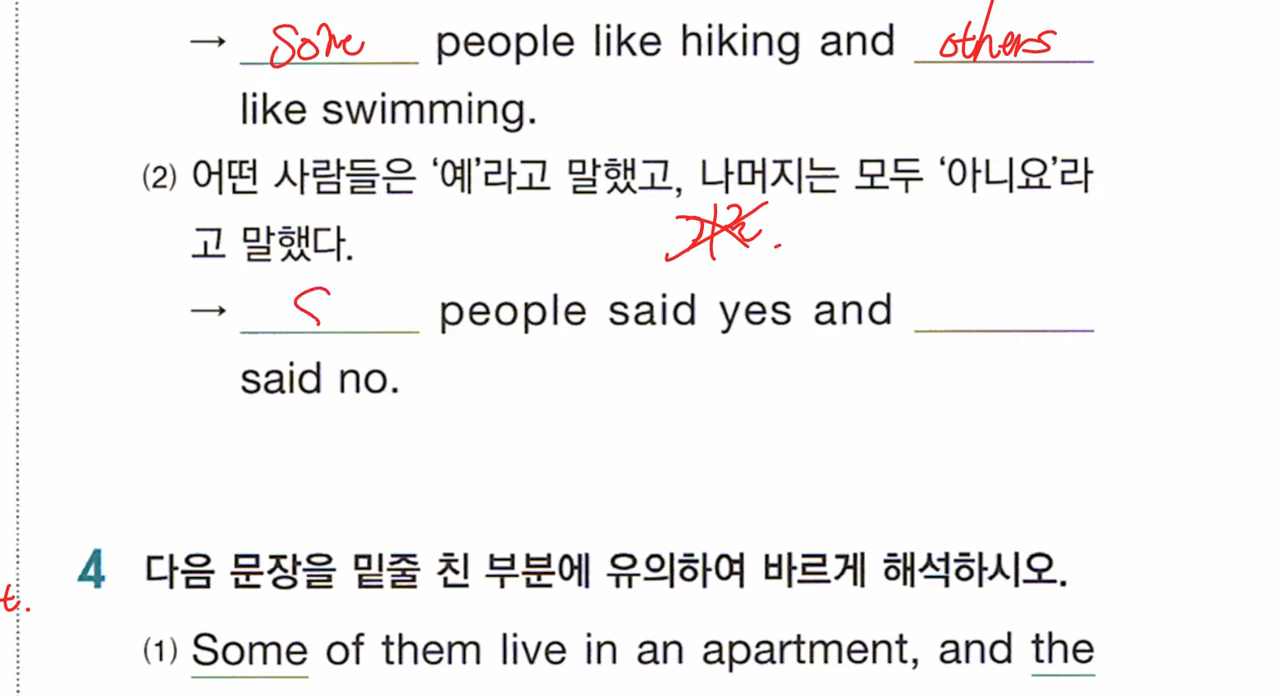 → Some people like hiking and others
like swimming.
(2) 어떤 사람들은 ‘예’라고 말했고, 나머지는 모두 ‘아니요’라
고 말했다.
→ S people said yes and
said no.
4 다음 문장을 밑줄 친 부분에 유의하여 바르게 해석하시오.
t.
(1) Some of them live in an apartment, and the